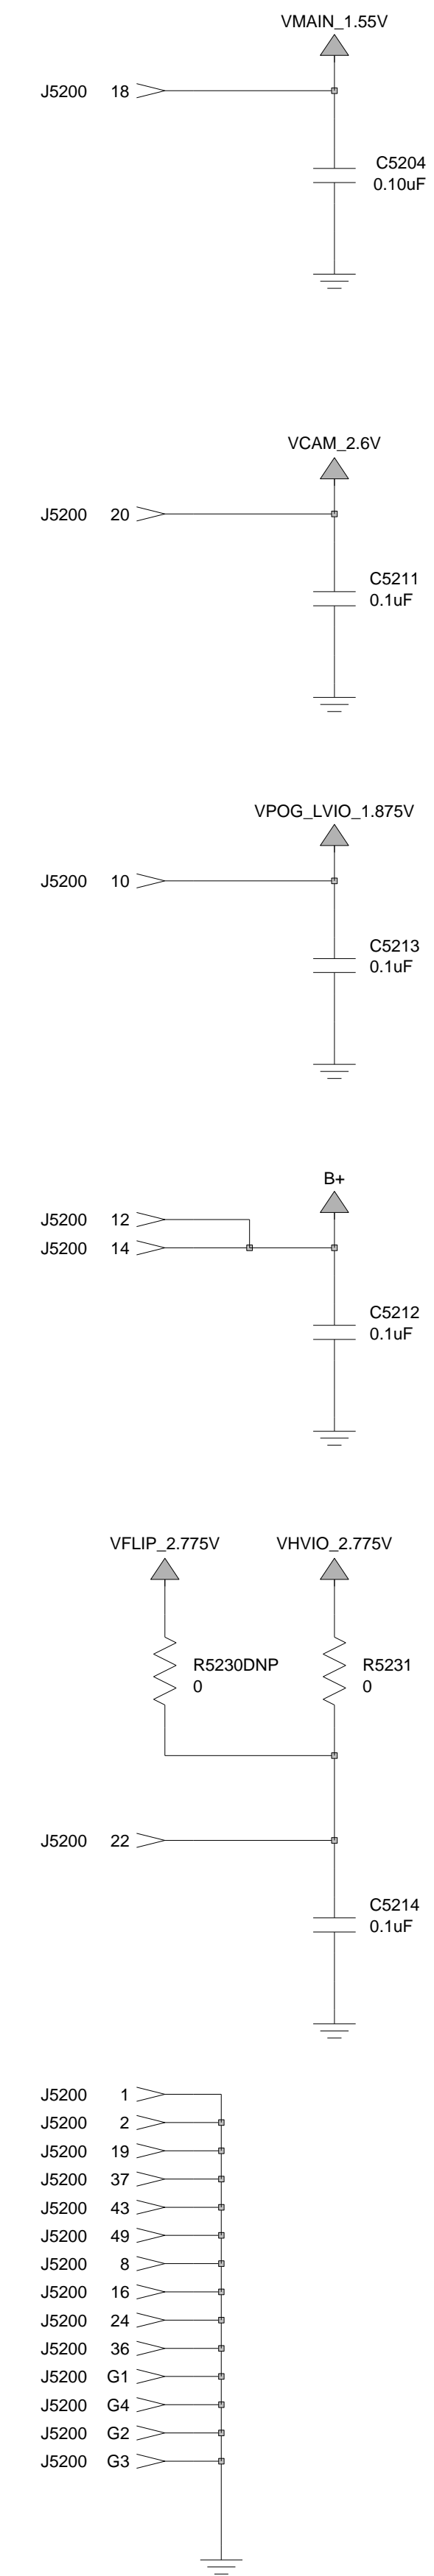 VMAIN_1.55V
J5200 18
C5204
0.10uF
VCAM_2.6V
J5200 20
C5211
0.1uF
VPOG_LVIO_1.875V
J5200 10
C5213
0.1uF
B+
J5200 12
J5200 14
C5212
0.1uF
VFLIP_2.775V VHVIO_2.775V
R5230DNP R5231
0 0
J5200 22
C5214
0.1uF
J5200 1
J5200 2
J5200 19
J5200 37
J5200 43
J5200 49
J5200 8
J5200 16
J5200 24
J5200 36
J5200 G1
J5200 G4
J5200 G2
J5200 G3